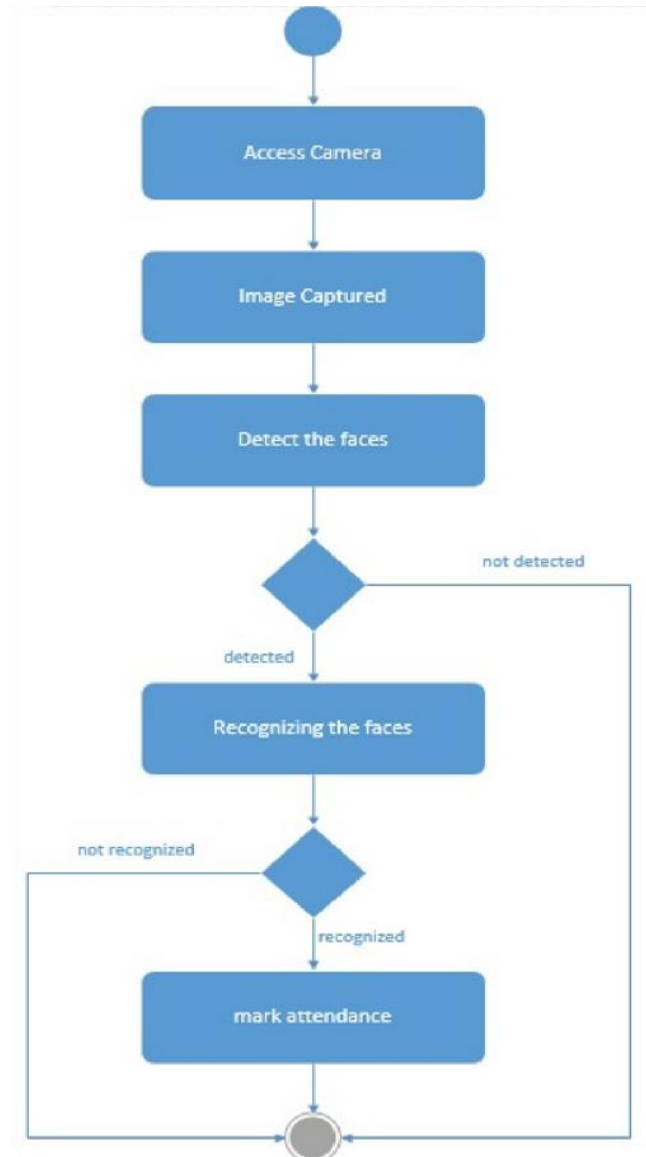 Access Camera
Image Captured
Detect the faces
not detected
detected
Recognizing the faces
not recognized
recognized
mark attendance